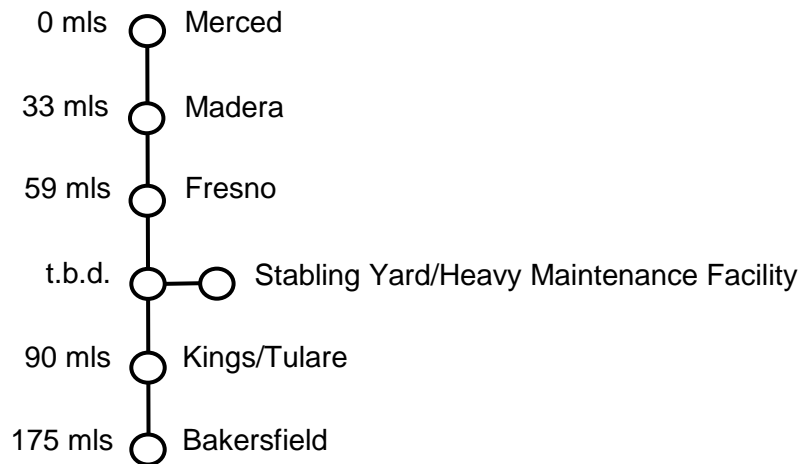 0 mls Merced
33 mls Madera
59 mls Fresno
t.b.d. Stabling Yard/Heavy Maintenance Facility
90 mls Kings/Tulare
175 mls Bakersfield